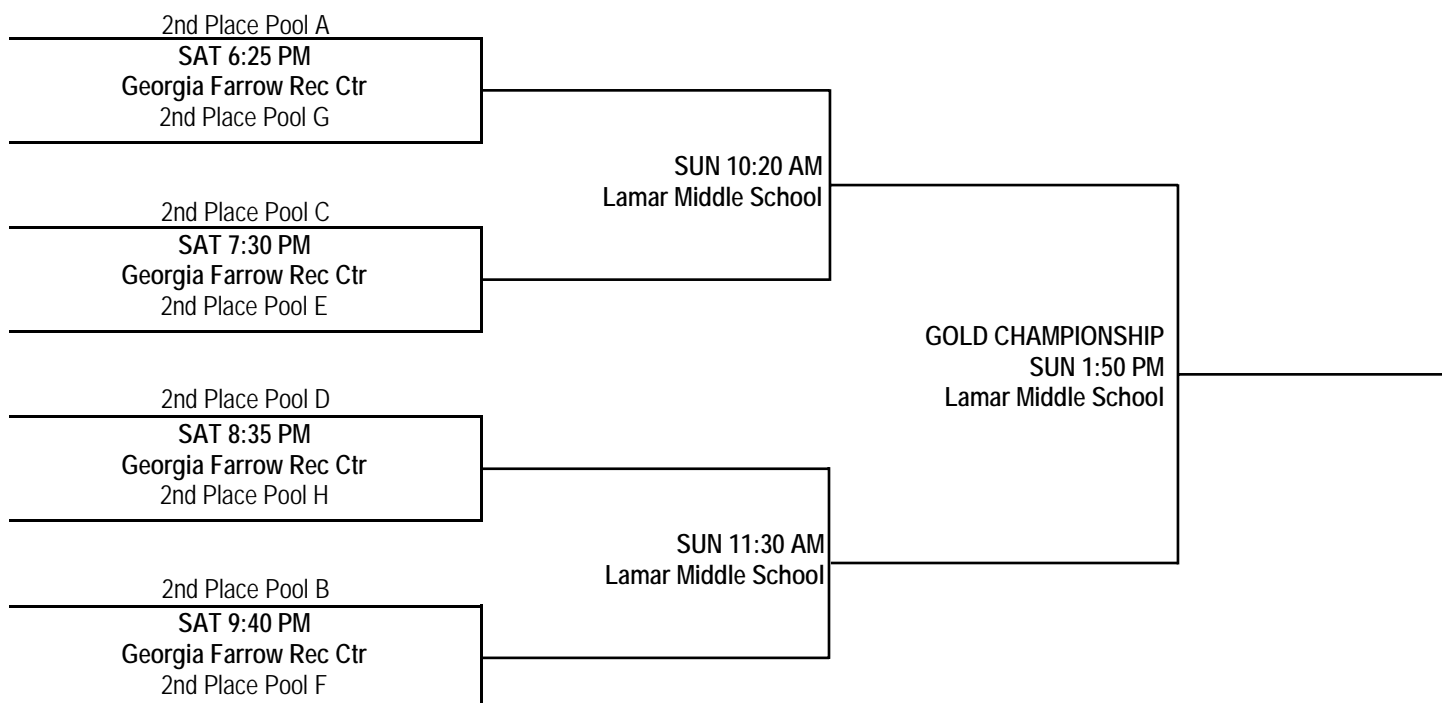 2nd Place Pool A
SAT 6:25 PM
Georgia Farrow Rec Ctr
2nd Place Pool G
SUN 10:20 AM
Lamar Middle School
2nd Place Pool C
SAT 7:30 PM
Georgia Farrow Rec Ctr
2nd Place Pool E
GOLD CHAMPIONSHIP
SUN 1:50 PM
Lamar Middle School
2nd Place Pool D
SAT 8:35 PM
Georgia Farrow Rec Ctr
2nd Place Pool H
SUN 11:30 AM
Lamar Middle School
2nd Place Pool B
SAT 9:40 PM
Georgia Farrow Rec Ctr
2nd Place Pool F